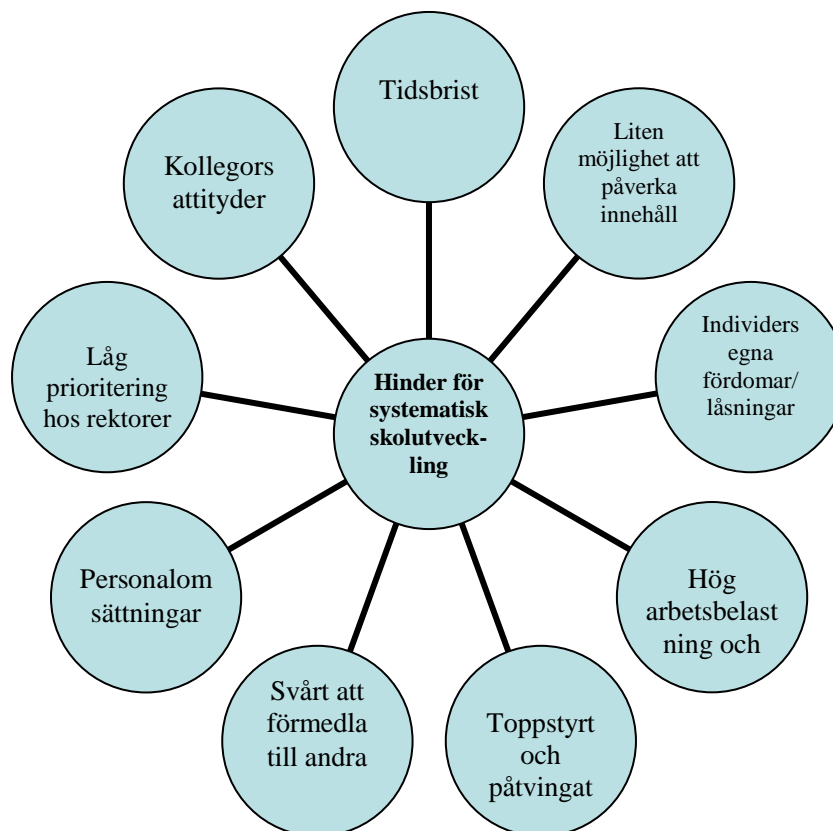 Tidsbrist
Liten
möjlighet att
påverka
innehåll
Individers
egna
fördomar/
låsningar
Hög
arbetsbelast
ning och
Toppstyrt
och
påtvingat
Svårt att
förmedla
till andra
Personalom
sättningar
Låg
prioritering
hos rektorer
Kollegors
attityder
Hinder för
systematisk
skolutveck-
ling